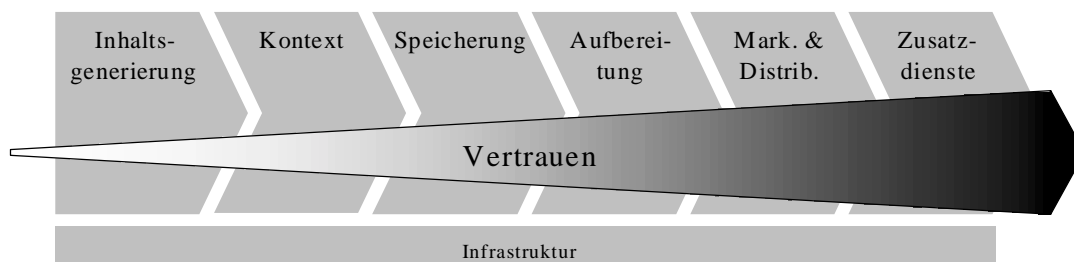 Inhalts-
generierung
Kontext
Speicherung
Aufberei-
tung
Mark. &
Distrib.
Zusatz-
dienste
Vertrauen
Infrastruktur